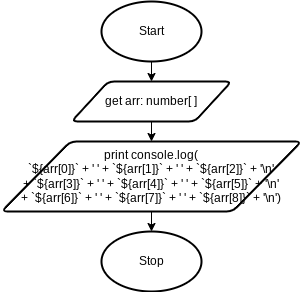 Start
get arr: number[ ]
print console.log(
`${arr[0]}` + ' ' + `${arr[1]}` + ' ' + `${arr[2]}` + '\n'
+ `${arr[3]}` + ' ' + `${arr[4]}` + ' ' + `${arr[5]}` + '\n'
+ `${arr[6]}` + ' ' + `${arr[7]}` + ' ' + `${arr[8]}` + '\n')
Stop